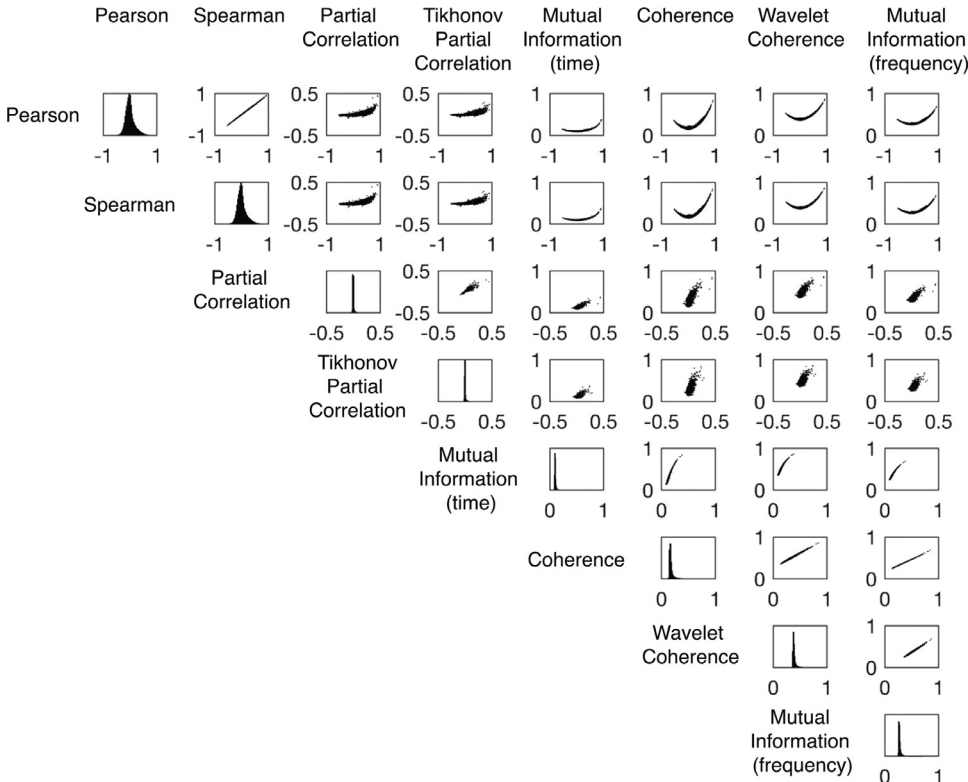 Pearson Spearman Partial Tikhonov Mutual Coherence Wavelet Mutual
Correlation Partial Information Coherence Information
Correlation (time) (frequency)
1 0.5 0.5 1 1 1 1
Pearson
-1 -0.5 -0.5 0 0 0 0
-1 1 -1 1 -1 1 -1 1 -1 1 -1 1 -1 1 -1 1
0.5 0.5 1 1 1 1
Spearman
-0.5 -0.5 0 0 0 0
-1 1 -1 1 -1 1 -1 1 -1 1 -1 1 -1 1
0.5 1 1 1 1
Partial
Correlation
-0.5 0 0 0 0
-0.5 0.5 -0.5 0.5 -0.5 0.5 -0.5 0.5 -0.5 0.5 -0.5 0.5
1 1 1 1
Tikhonov
Partial
Correlation
0 0 0 0
-0.5 0.5 -0.5 0.5 -0.5 0.5 -0.5 0.5 -0.5 0.5
1 1 1
Mutual
Information
(time)
0 0 0
0 1 0 1 0 1 0 1
1 1
Coherence
0 0
0 1 0 1 0 1
1
Wavelet
Coherence
0
0 1 0 1
Mutual
Information
(frequency)
0 1